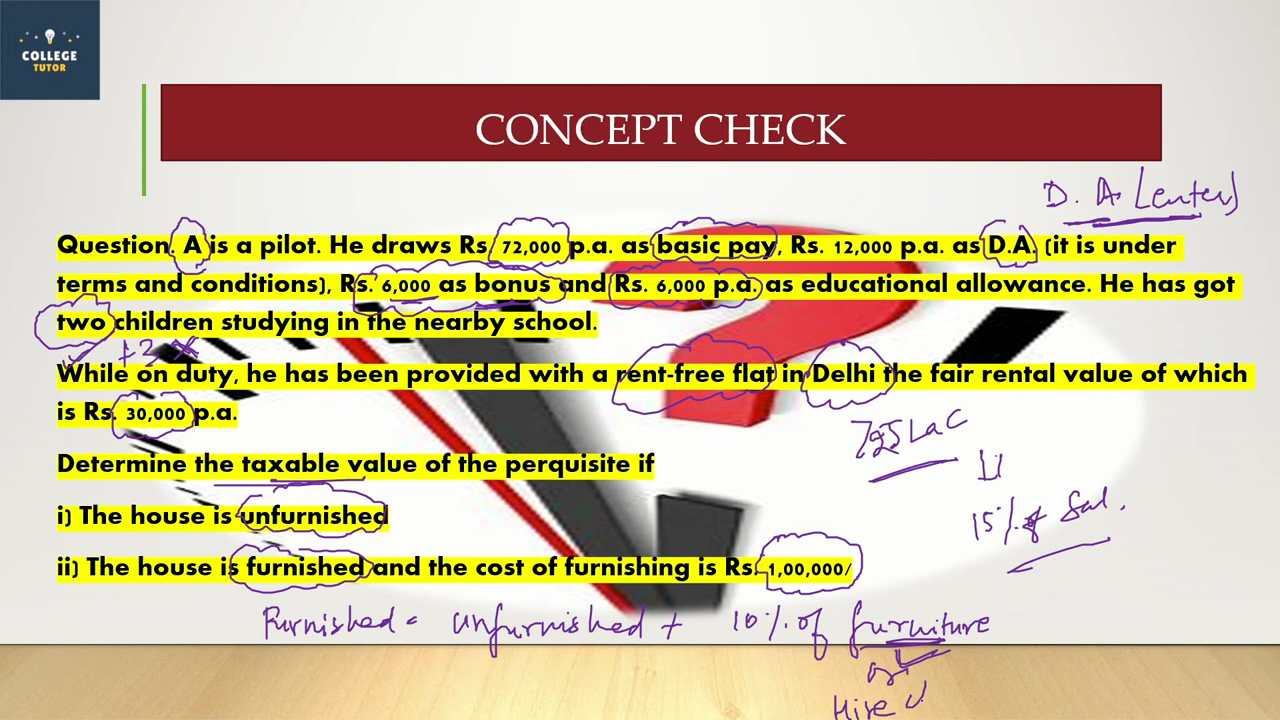 COLLEGE
TUTOR
CONCEPT CHECK
D. A. (enters)
Question. A is a pilot. He draws Rs. 72,000 p.a. as basic pay, Rs. 12,000 p.a. as D.A. (it is under
terms and conditions), Rs. 6,000 as bonus and Rs. 6,000 p.a. as educational allowance. He has got
two children studying in the nearby school.
While on duty, he has been provided with a rent-free flat in Delhi the fair rental value of which
is Rs. 30,000 p.a.
Determine the taxable value of the perquisite if
i) The house is unfurnished
15% of Sal.
ii) The house is furnished and the cost of furnishing is Rs. 1,00,000/
Furnished = unfurnished + 10% of furniture
or
Hire